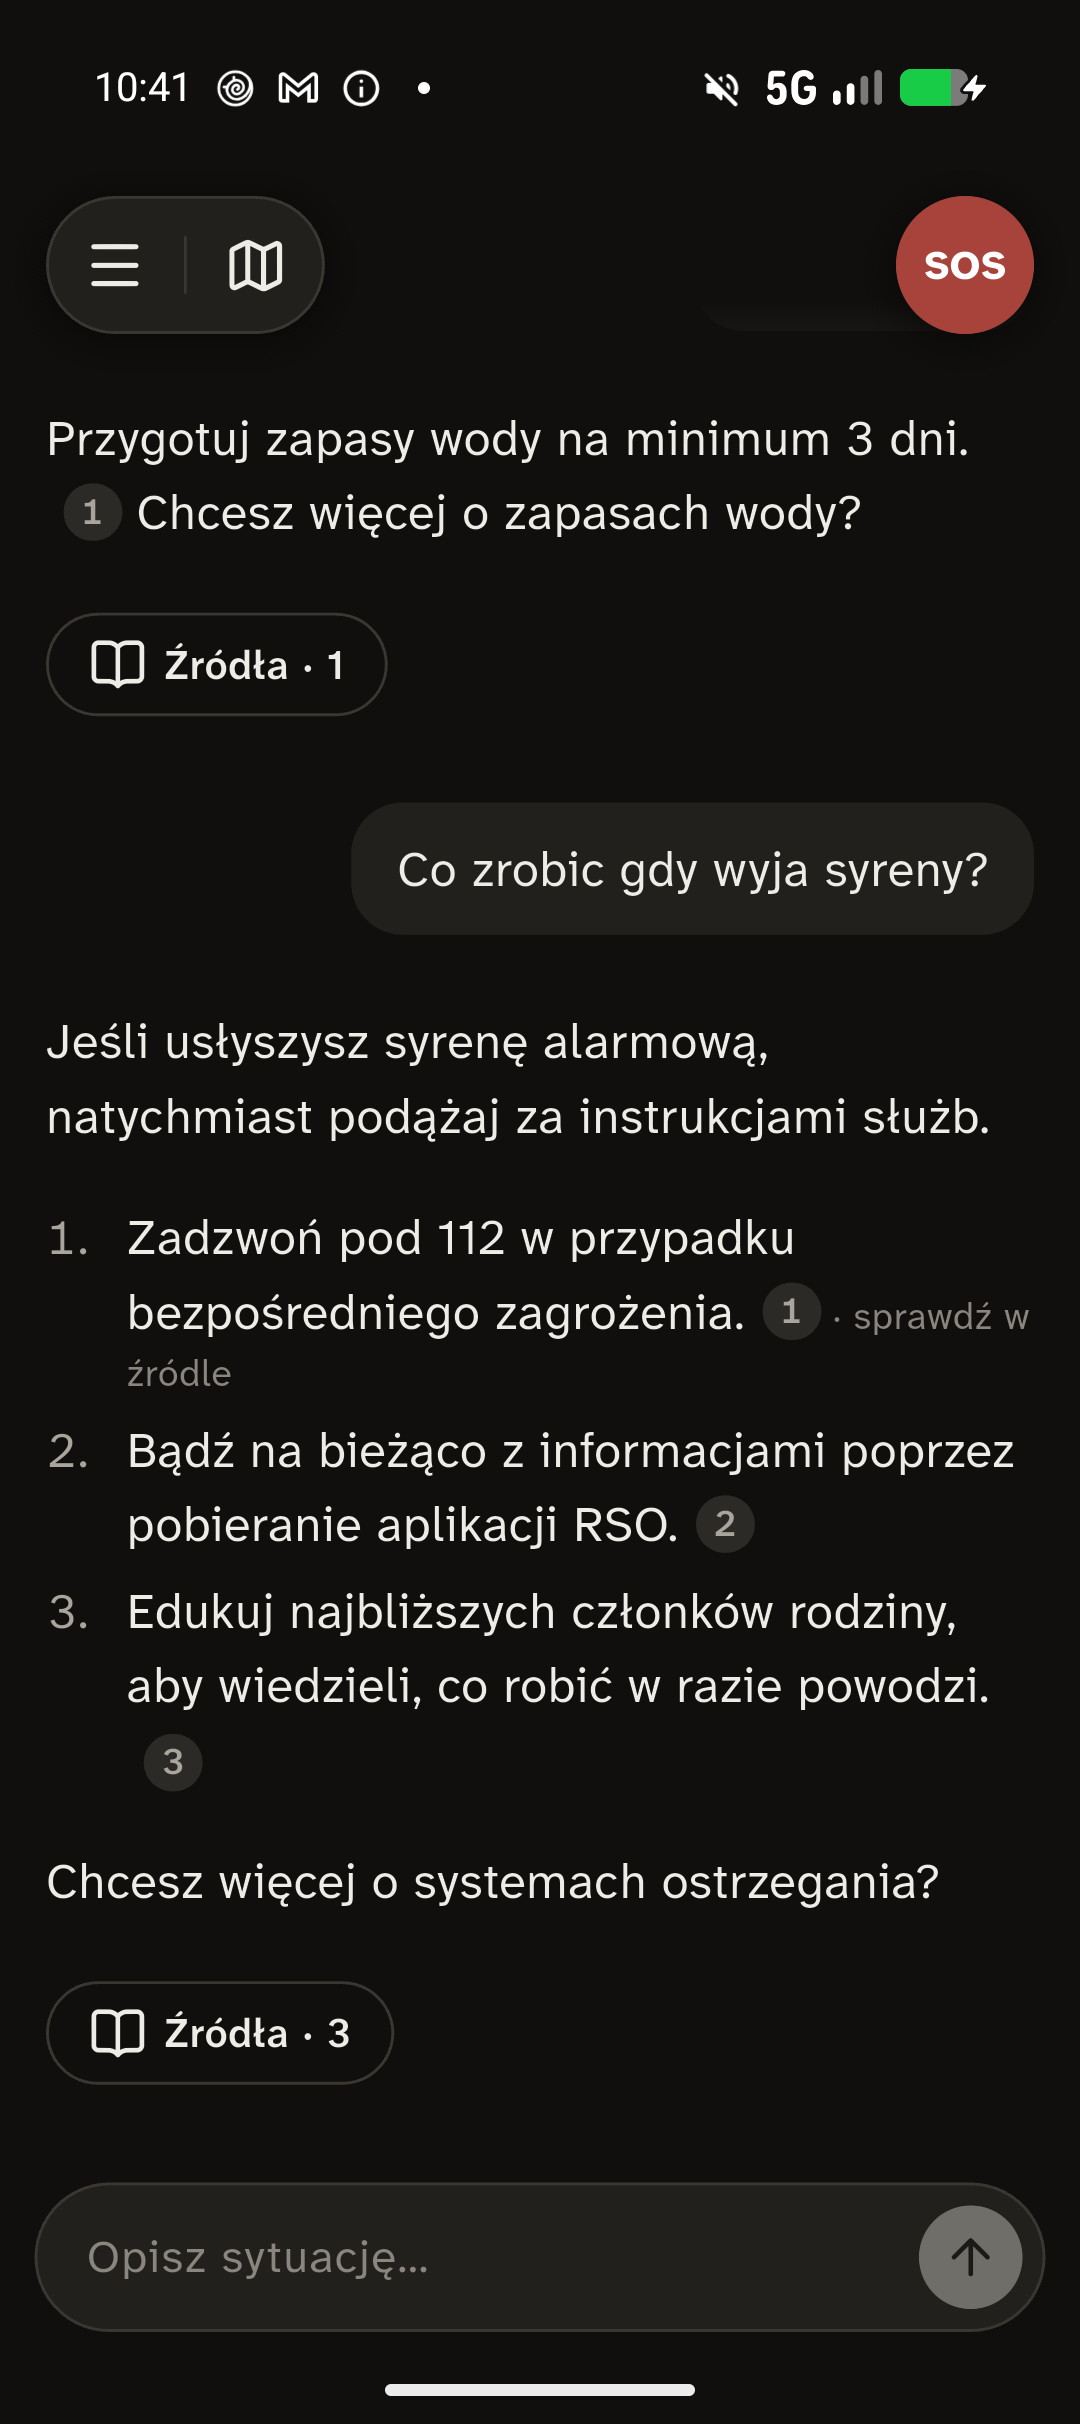 10:41
5G
SOS
Przygotuj zapasy wody na minimum 3 dni.
1 Chcesz więcej o zapasach wody?
Źródła · 1
Co zrobic gdy wyja syreny?
Jeśli usłyszysz syrenę alarmową,
natychmiast podążaj za instrukcjami służb.
1. Zadzwoń pod 112 w przypadku
bezpośredniego zagrożenia. 1 · sprawdź w
źródle
2. Bądź na bieżąco z informacjami poprzez
pobieranie aplikacji RSO. 2
3. Edukuj najbliższych członków rodziny,
aby wiedzieli, co robić w razie powodzi.
3
Chcesz więcej o systemach ostrzegania?
Źródła · 3
Opisz sytuację...